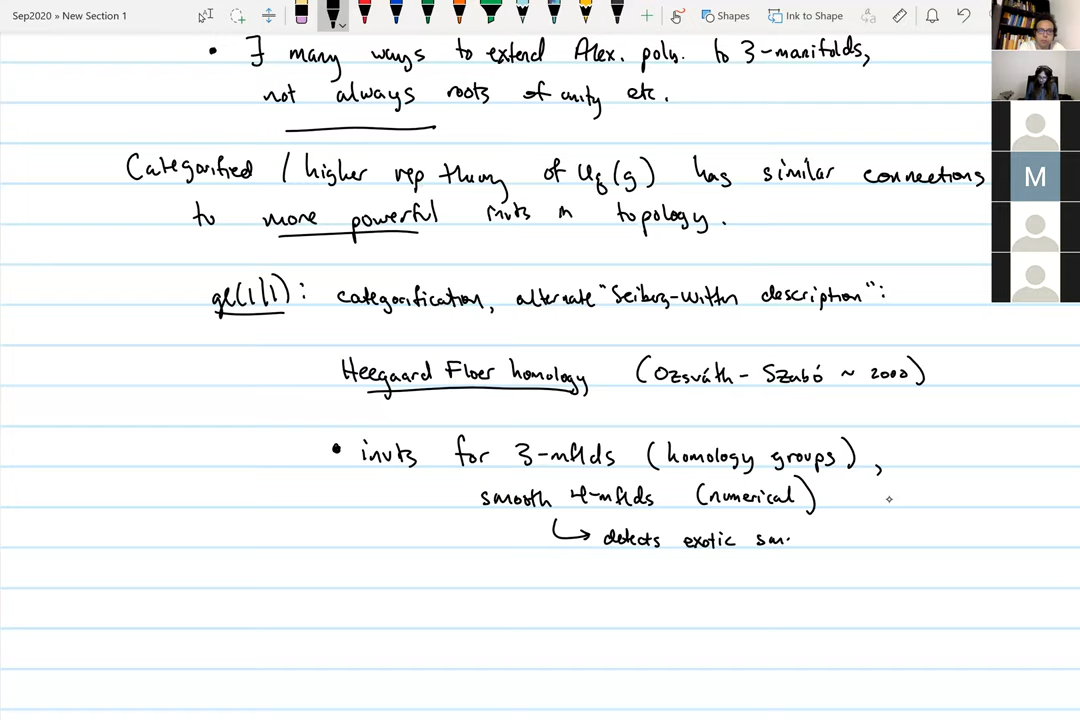 Sep2020 » New Section 1
Shapes
Ink to Shape
• ∃ many ways to extend Alex. poly. to 3-manifolds,
not always roots of unity etc.
Categorified / higher rep theory of U_q(g) has similar connections
to more powerful invts in topology.
M
gl(1|1): categorification, alternate "Seiberg-Witten description":
Heegaard Floer homology (Ozsváth - Szabó ~ 2000)
• invts for 3-mflds (homology groups),
smooth 4-mflds (numerical)
↳ detects exotic sm.